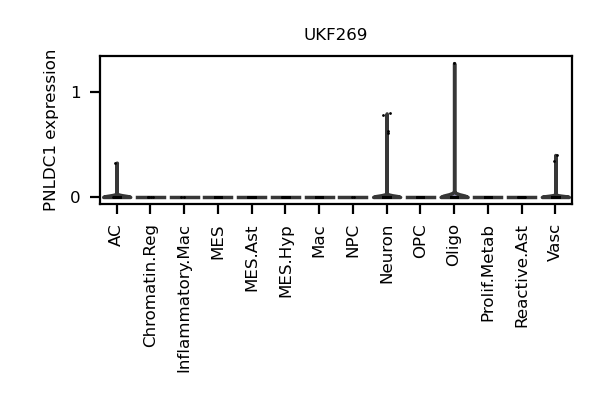 UKF269
PNLDC1 expression
1
0
AC
Chromatin.Reg
Inflammatory.Mac
MES
MES.Ast
MES.Hyp
Mac
NPC
Neuron
OPC
Oligo
Prolif.Metab
Reactive.Ast
Vasc